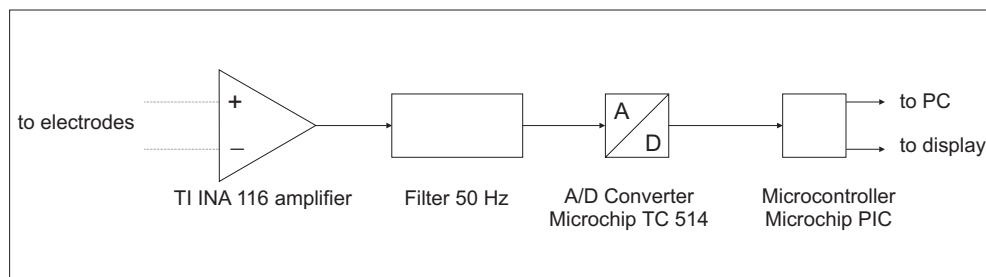 to electrodes
+
−
TI INA 116 amplifier
Filter 50 Hz
A
D
A/D Converter
Microchip TC 514
Microcontroller
Microchip PIC
to PC
to display